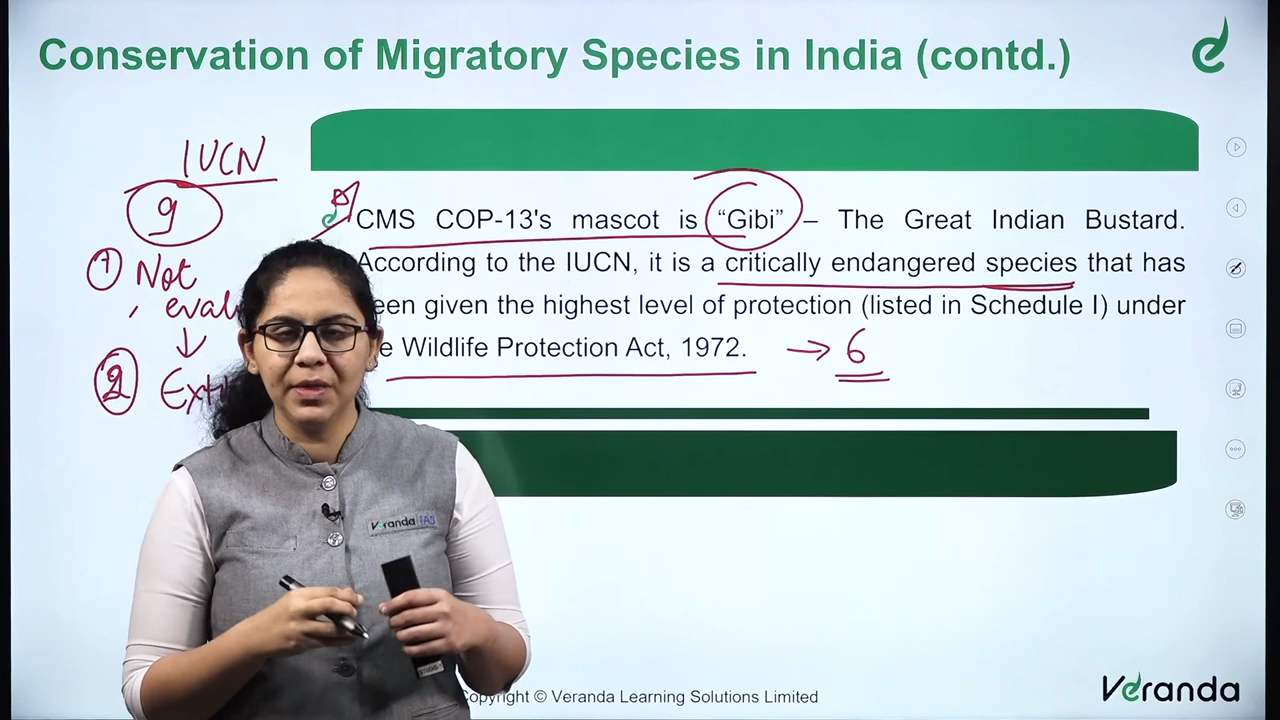 Conservation of Migratory Species in India (contd.)
IUCN
9
CMS COP-13's mascot is “Gibi” – The Great Indian Bustard.
According to the IUCN, it is a critically endangered species that has
een given the highest level of protection (listed in Schedule I) under
e Wildlife Protection Act, 1972. → 6
1 Not
evalu
↓
2 Exti
Veranda IAS
Copyright © Veranda Learning Solutions Limited
Veranda